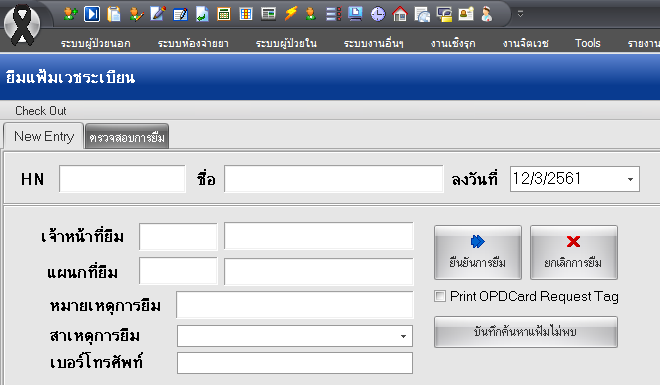 ระบบผู้ป่วยนอก ระบบห้องจ่ายยา ระบบผู้ป่วยใน ระบบงานอื่นๆ งานเชิงรุก งานจิตเวช Tools รายงาน
ยืมแฟ้มเวชระเบียน
Check Out
New Entry ตรวจสอบการยืม
HN ชื่อ ลงวันที่ 12/3/2561
เจ้าหน้าที่ยืม
แผนกที่ยืม ยืนยันการยืม ยกเลิกการยืม
หมายเหตุการยืม Print OPDCard Request Tag
สาเหตุการยืม บันทึกค้นหาแฟ้มไม่พบ
เบอร์โทรศัพท์